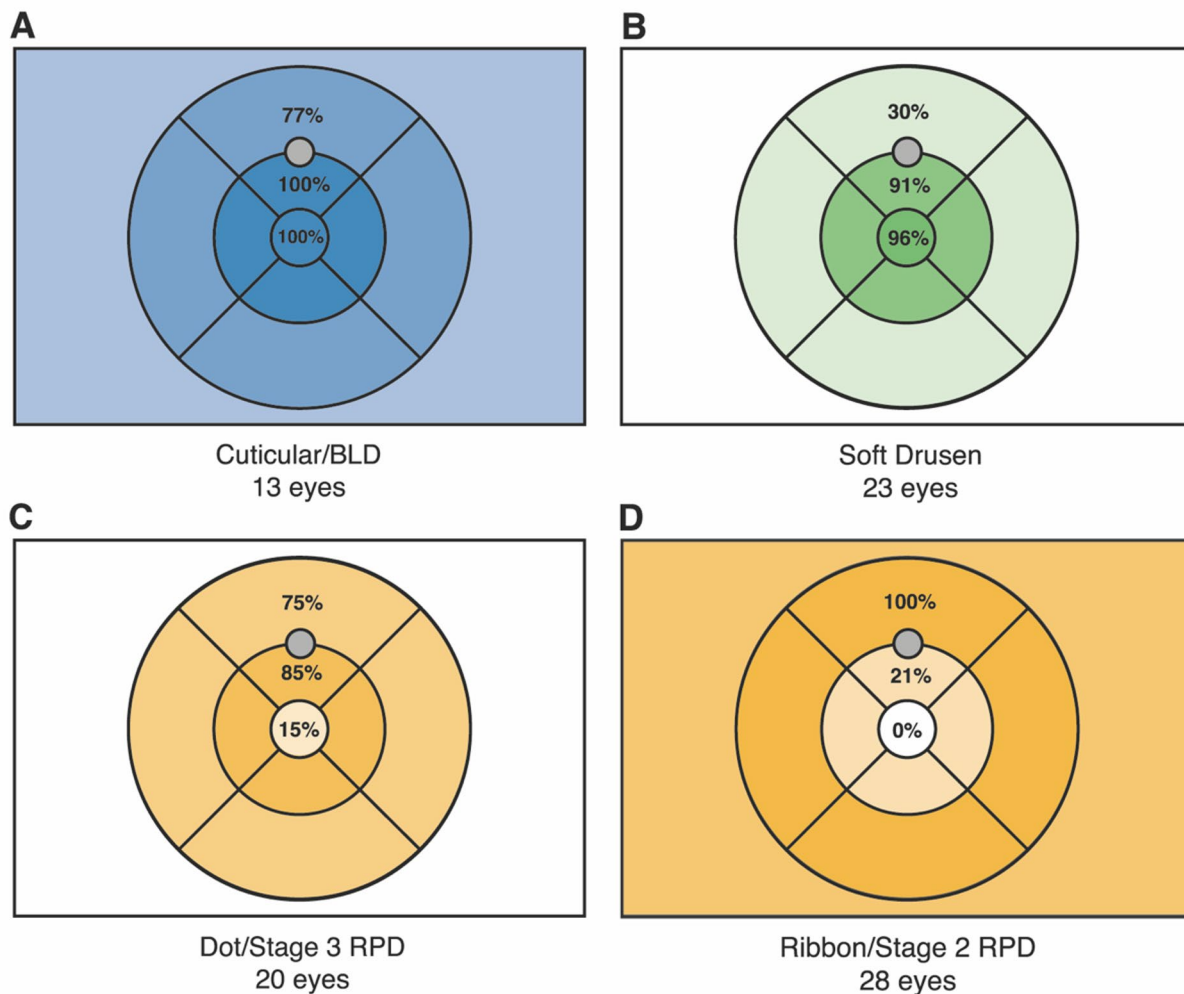 A
77%
100%
100%
Cuticular/BLD
13 eyes
B
30%
91%
96%
Soft Drusen
23 eyes
C
75%
85%
15%
Dot/Stage 3 RPD
20 eyes
D
100%
21%
0%
Ribbon/Stage 2 RPD
28 eyes